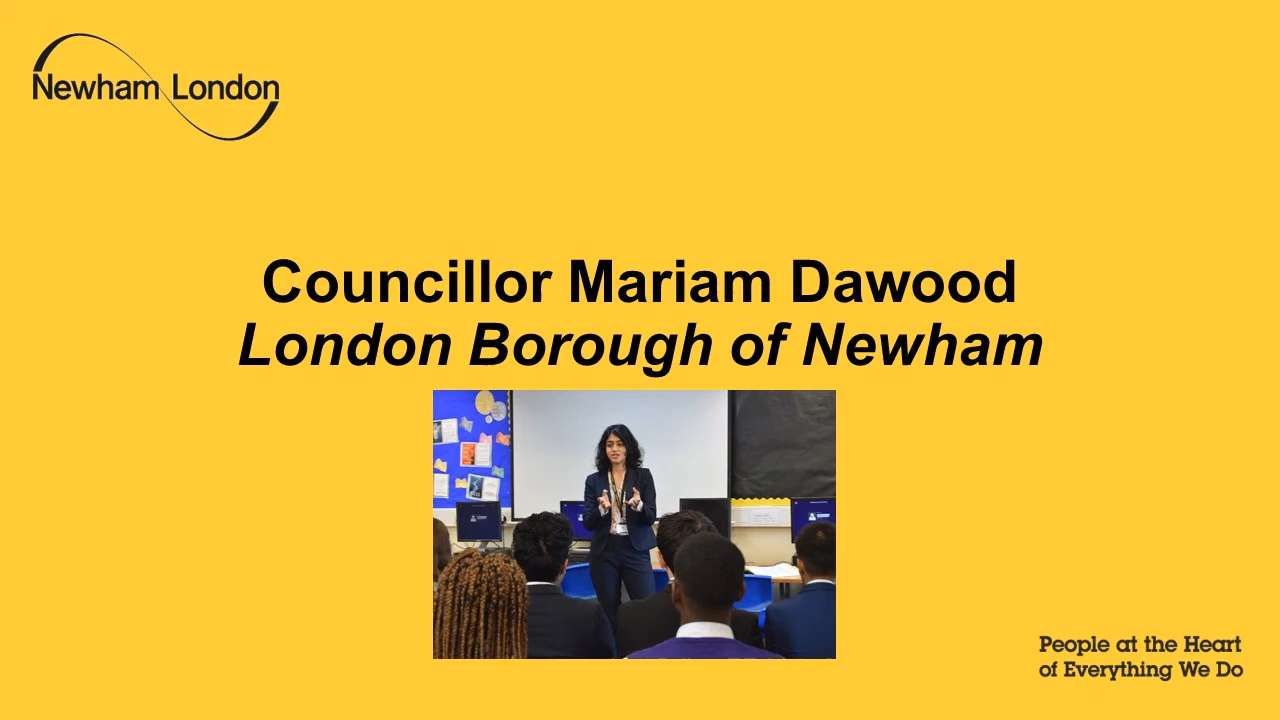 Newham London
Councillor Mariam Dawood
London Borough of Newham
People at the Heart
of Everything We Do